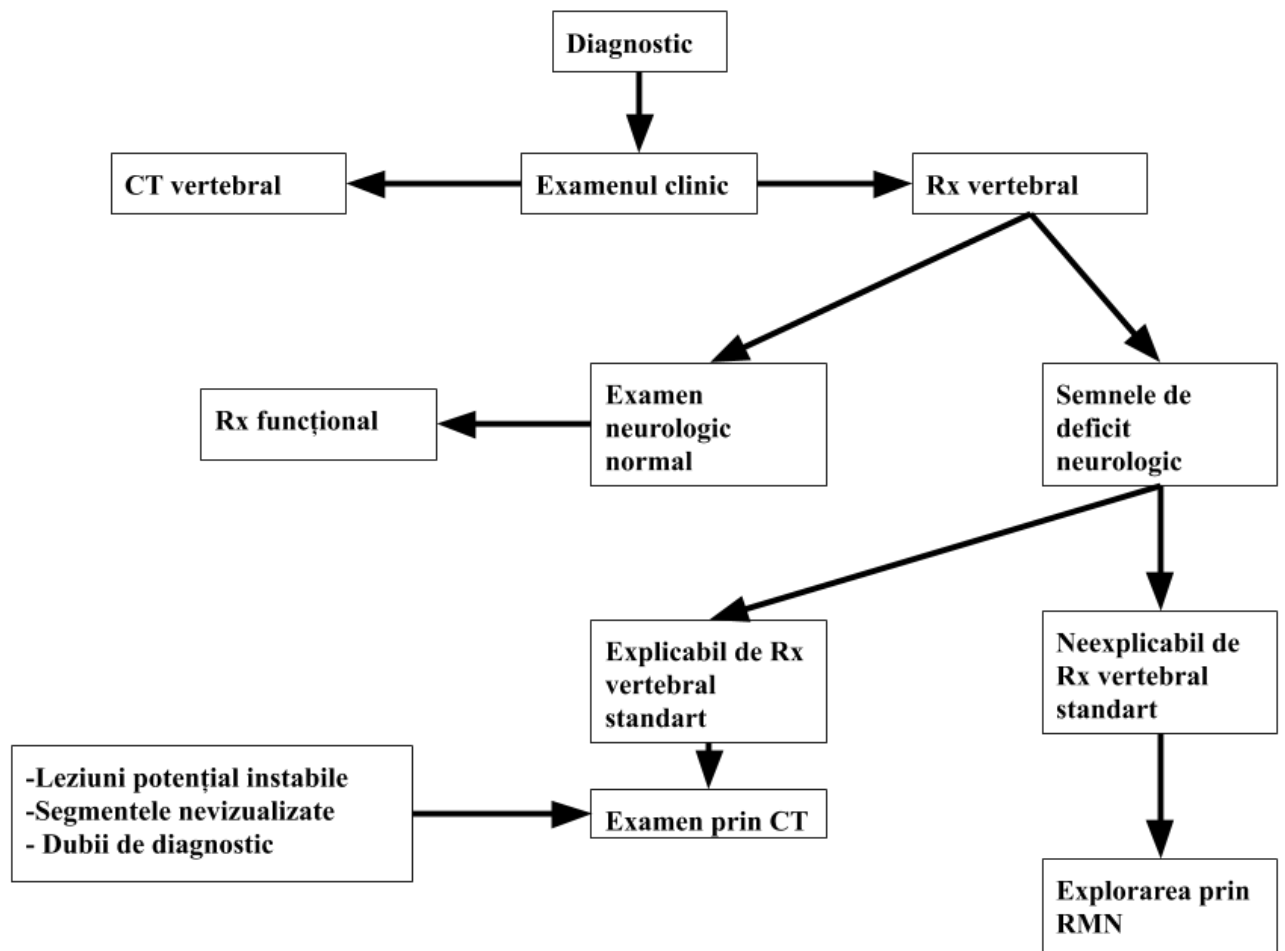 Diagnostic
CT vertebral
Examenul clinic
Rx vertebral
Rx funcțional
Examen
neurologic
normal
Semnele de
deficit
neurologic
Explicabil de Rx
vertebral
standart
Neexplicabil de
Rx vertebral
standart
-Leziuni potențial instabile
-Segmentele nevizualizate
- Dubii de diagnostic
Examen prin CT
Explorarea prin
RMN